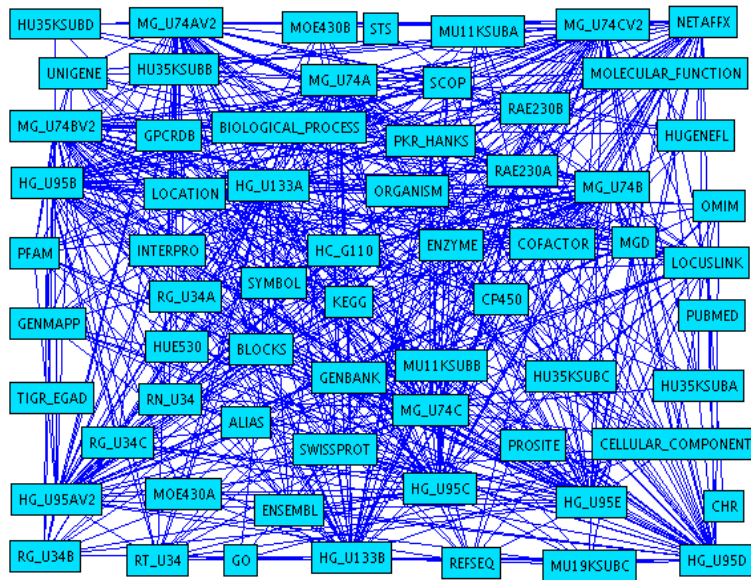 HU35KSUBD
MG_U74AV2
MOE430B
STS
MU11KSUBA
MG_U74CV2
NETAFFX
UNIGENE
HU35KSUBB
MG_U74A
SCOP
MOLECULAR_FUNCTION
RAE230B
MG_U74BV2
GPCRDB
BIOLOGICAL_PROCESS
PKR_HANKS
HUGENEFL
RAE230A
HG_U95B
LOCATION
HG_U133A
ORGANISM
MG_U74B
OMIM
PFAM
INTERPRO
HC_G110
ENZYME
COFACTOR
MGD
LOCUSLINK
RG_U34A
SYMBOL
KEGG
CP450
GENMAPP
PUBMED
HUE530
BLOCKS
GENBANK
MU11KSUBB
HU35KSUBC
HU35KSUBA
TIGR_EGAD
RN_U34
ALIAS
MG_U74C
RG_U34C
SWISSPROT
PROSITE
CELLULAR_COMPONENT
HG_U95AV2
MOE430A
ENSEMBL
HG_U95C
HG_U95E
CHR
RG_U34B
RT_U34
GO
HG_U133B
REFSEQ
MU19KSUBC
HG_U95D